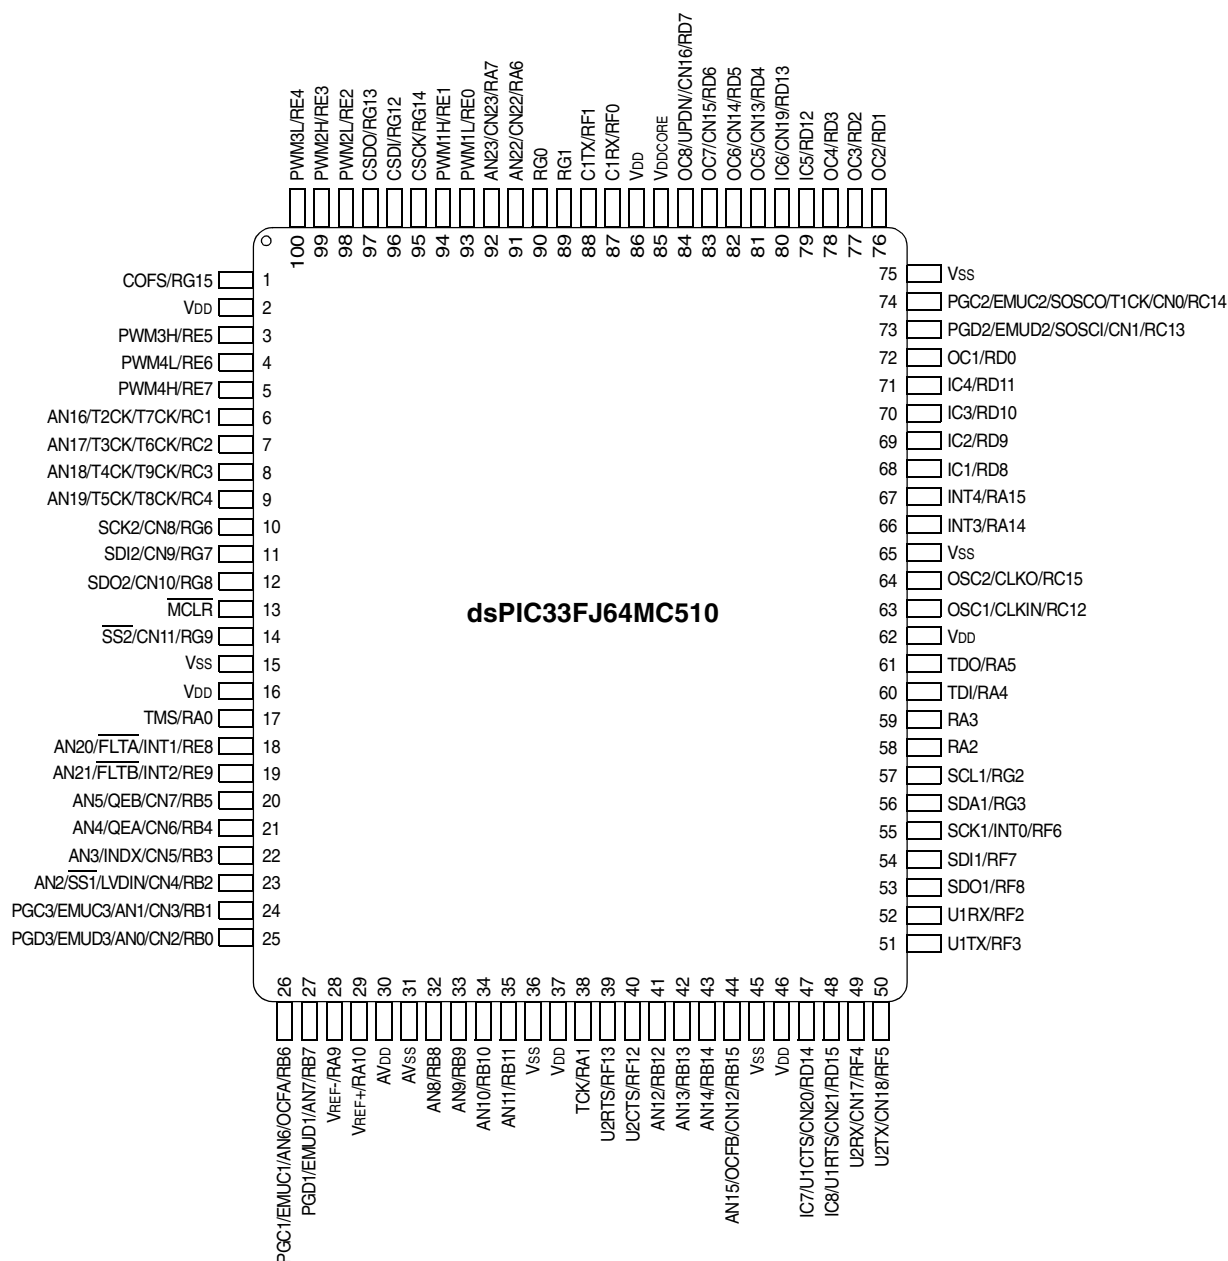 PWM3L/RE4
PWM2H/RE3
PWM2L/RE2
CSDO/RG13
CSDI/RG12
CSCK/RG14
PWM1H/RE1
PWM1L/RE0
AN23/CN23/RA7
AN22/CN22/RA6
RG0
RG1
C1TX/RF1
C1RX/RF0
VDD
VDDCORE
OC8/UPDN//CN16/RD7
OC7/CN15/RD6
OC6/CN14/RD5
OC5/CN13/RD4
IC6/CN19/RD13
IC5/RD12
OC4/RD3
OC3/RD2
OC2/RD1
100
99
98
97
96
95
94
93
92
91
90
89
88
87
86
85
84
83
82
81
80
79
78
77
76
COFS/RG15 1
VDD 2
PWM3H/RE5 3
PWM4L/RE6 4
PWM4H/RE7 5
AN16/T2CK/T7CK/RC1 6
AN17/T3CK/T6CK/RC2 7
AN18/T4CK/T9CK/RC3 8
AN19/T5CK/T8CK/RC4 9
SCK2/CN8/RG6 10
SDI2/CN9/RG7 11
SDO2/CN10/RG8 12
MCLR 13
SS2/CN11/RG9 14
VSS 15
VDD 16
TMS/RA0 17
AN20/FLTA/INT1/RE8 18
AN21/FLTB/INT2/RE9 19
AN5/QEB/CN7/RB5 20
AN4/QEA/CN6/RB4 21
AN3/INDX/CN5/RB3 22
AN2/SS1/LVDIN/CN4/RB2 23
PGC3/EMUC3/AN1/CN3/RB1 24
PGD3/EMUD3/AN0/CN2/RB0 25
dsPIC33FJ64MC510
75 VSS
74 PGC2/EMUC2/SOSCO/T1CK/CN0/RC14
73 PGD2/EMUD2/SOSCI/CN1/RC13
72 OC1/RD0
71 IC4/RD11
70 IC3/RD10
69 IC2/RD9
68 IC1/RD8
67 INT4/RA15
66 INT3/RA14
65 VSS
64 OSC2/CLKO/RC15
63 OSC1/CLKIN/RC12
62 VDD
61 TDO/RA5
60 TDI/RA4
59 RA3
58 RA2
57 SCL1/RG2
56 SDA1/RG3
55 SCK1/INT0/RF6
54 SDI1/RF7
53 SDO1/RF8
52 U1RX/RF2
51 U1TX/RF3
26
27
28
29
30
31
32
33
34
35
36
37
38
39
40
41
42
43
44
45
46
47
48
49
50
PGC1/EMUC1/AN6/OCFA/RB6
PGD1/EMUD1/AN7/RB7
VREF-/RA9
VREF+/RA10
AVDD
AVSS
AN8/RB8
AN9/RB9
AN10/RB10
AN11/RB11
VSS
VDD
TCK/RA1
U2RTS/RF13
U2CTS/RF12
AN12/RB12
AN13/RB13
AN14/RB14
AN15/OCFB/CN12/RB15
VSS
VDD
IC7/U1CTS/CN20/RD14
IC8/U1RTS/CN21/RD15
U2RX/CN17/RF4
U2TX/CN18/RF5